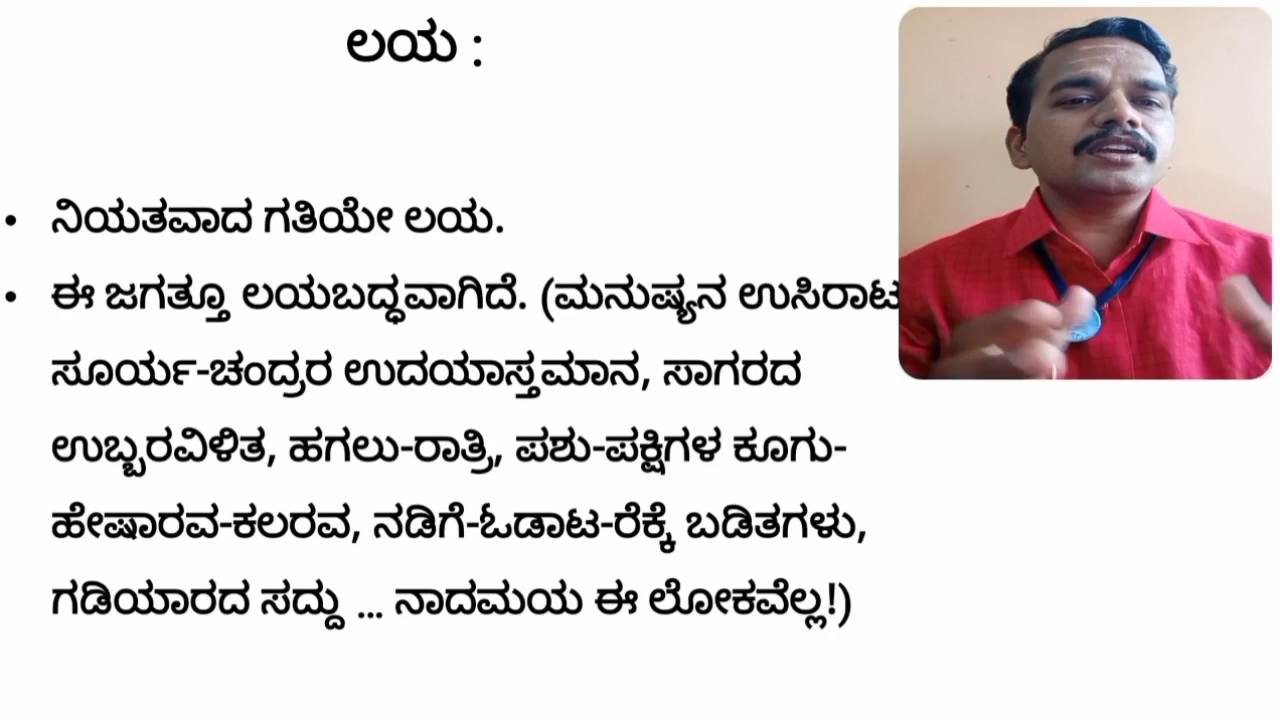 ಲಯ :
• ನಿಯತವಾದ ಗತಿಯೇ ಲಯ.
• ಈ ಜಗತ್ತೂ ಲಯಬದ್ಧವಾಗಿದೆ. (ಮನುಷ್ಯನ ಉಸಿರಾಟ
ಸೂರ್ಯ-ಚಂದ್ರರ ಉದಯಾಸ್ತಮಾನ, ಸಾಗರದ
ಉಬ್ಬರವಿಳಿತ, ಹಗಲು-ರಾತ್ರಿ, ಪಶು-ಪಕ್ಷಿಗಳ ಕೂಗು-
ಹೇಷಾರವ-ಕಲರವ, ನಡಿಗೆ-ಓಡಾಟ-ರೆಕ್ಕೆ ಬಡಿತಗಳು,
ಗಡಿಯಾರದ ಸದ್ದು ... ನಾದಮಯ ಈ ಲೋಕವೆಲ್ಲ!)